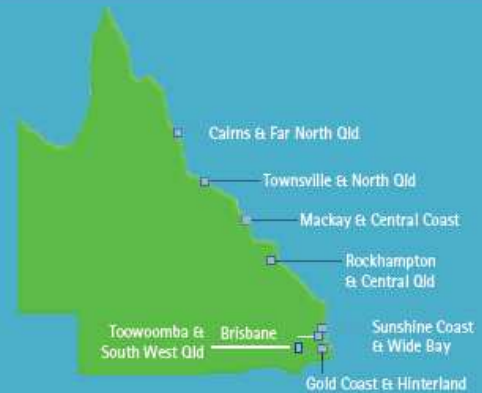 Cairns & Far North Qld
Townsville & North Qld
Mackay & Central Coast
Rockhampton
& Central Qld
Sunshine Coast
& Wide Bay
Brisbane
Toowoomba &
South West Qld
Gold Coast & Hinterland